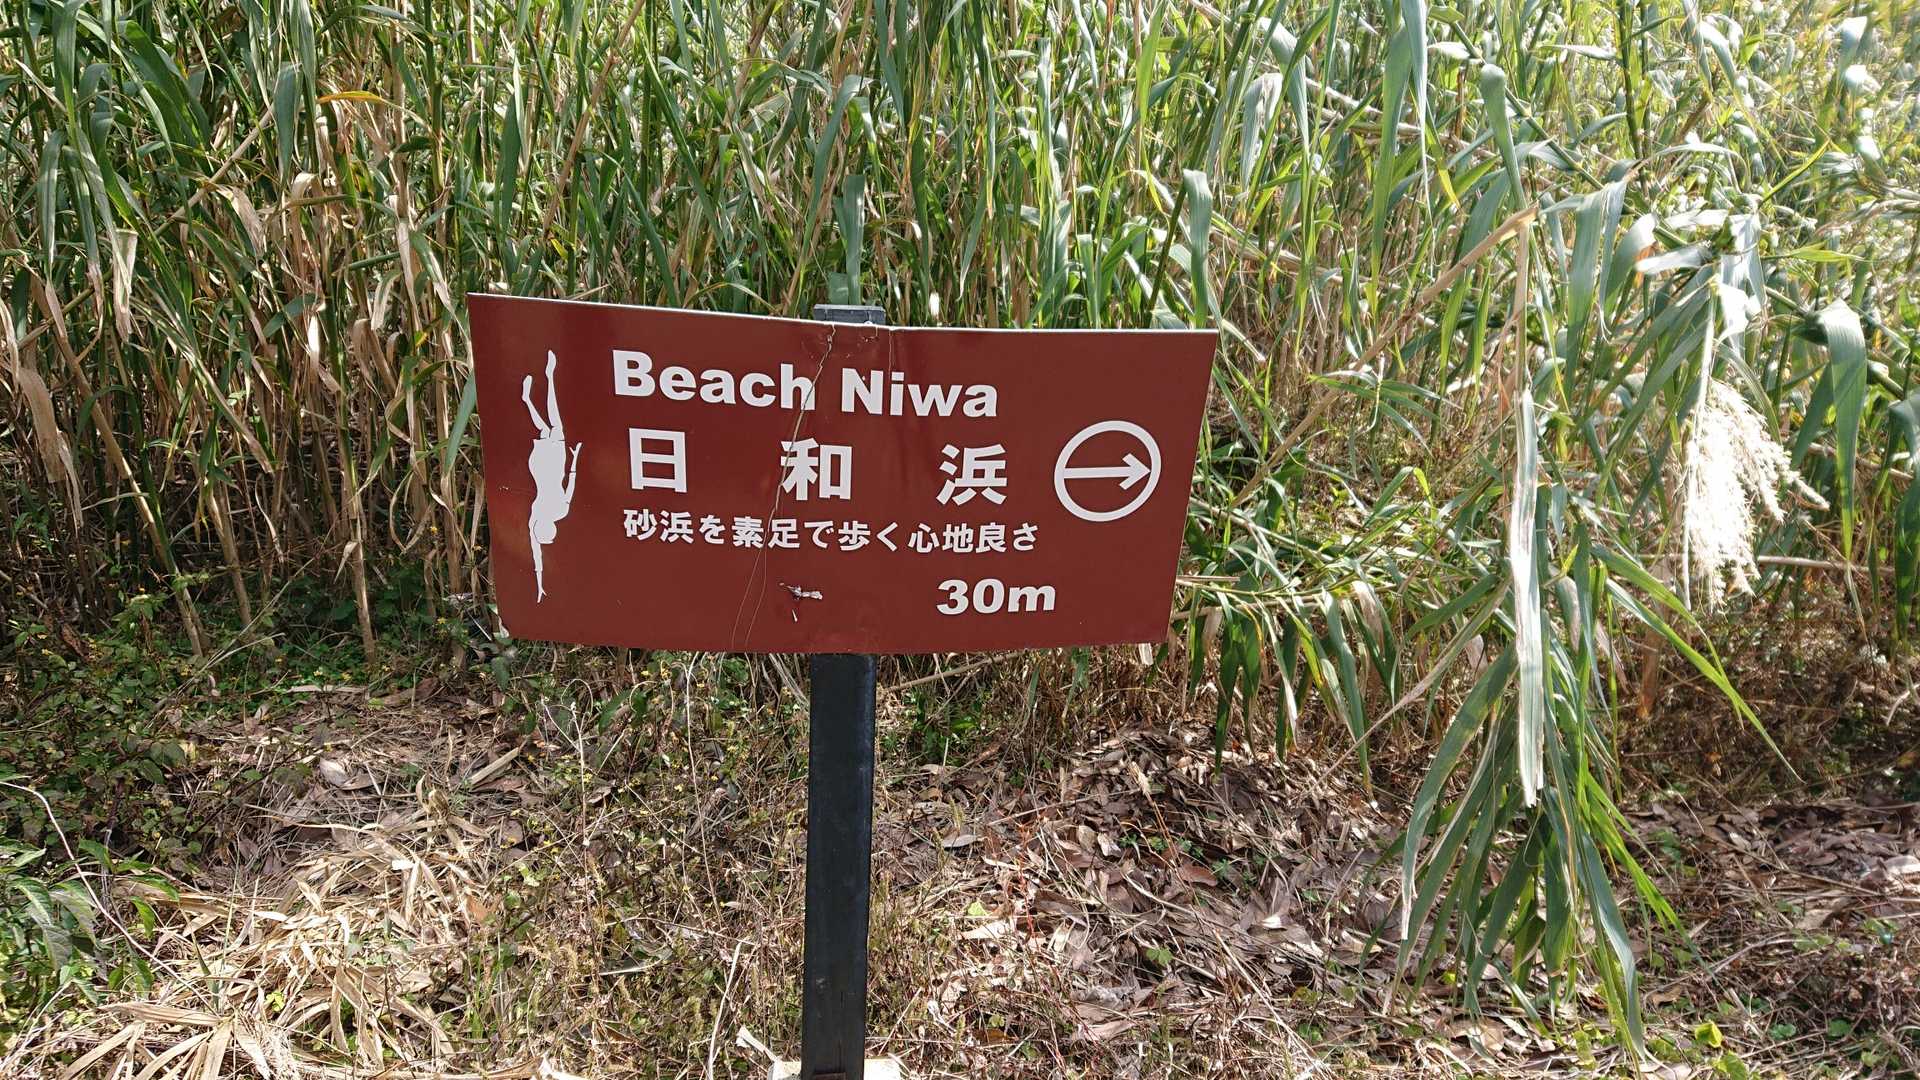 Beach Niwa
日和浜
砂浜を素足で歩く心地良さ
30m